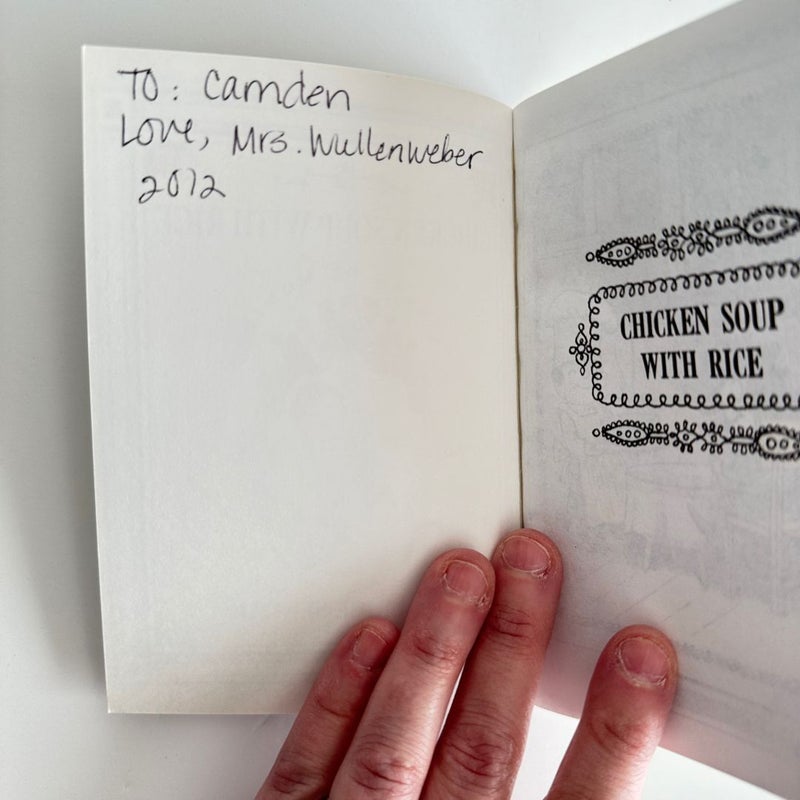 TO: Camden
Love, Mrs. Wullenweber
2012
CHICKEN SOUP
WITH RICE